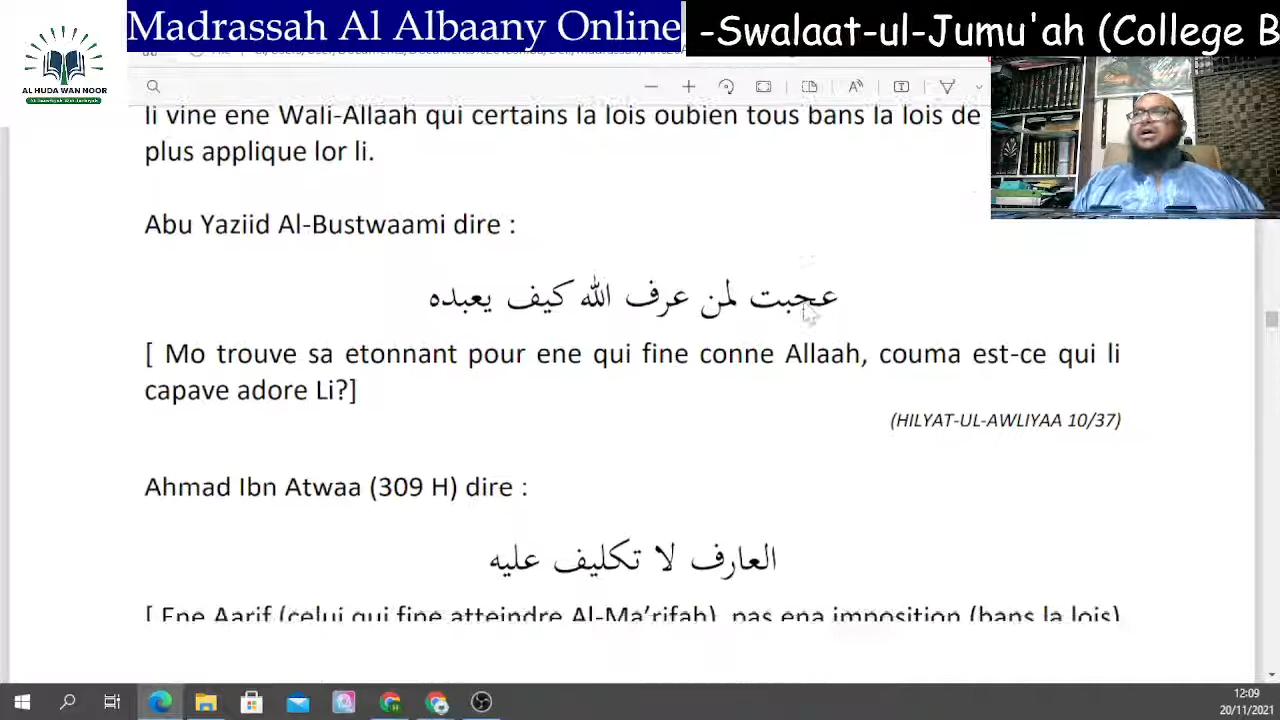 Madrassah Al Albaany Online
-Swalaat-ul-Jumu'ah (College B
AL HUDA WAN NOOR
li vine ene Wali-Allaah qui certains la lois oubien tous bans la lois de
plus applique lor li.
Abu Yaziid Al-Bustwaami dire :
عجبت لمن عرف الله كيف يعبده
[ Mo trouve sa etonnant pour ene qui fine conne Allaah, couma est-ce qui li
capave adore Li?]
(HILYAT-UL-AWLIYAA 10/37)
Ahmad Ibn Atwaa (309 H) dire :
العارف لا تكليف عليه
[ Ene Aarif (celui qui fine atteindre Al-Ma’rifah), pas ena imposition (bans la lois)
12:09
20/11/2021